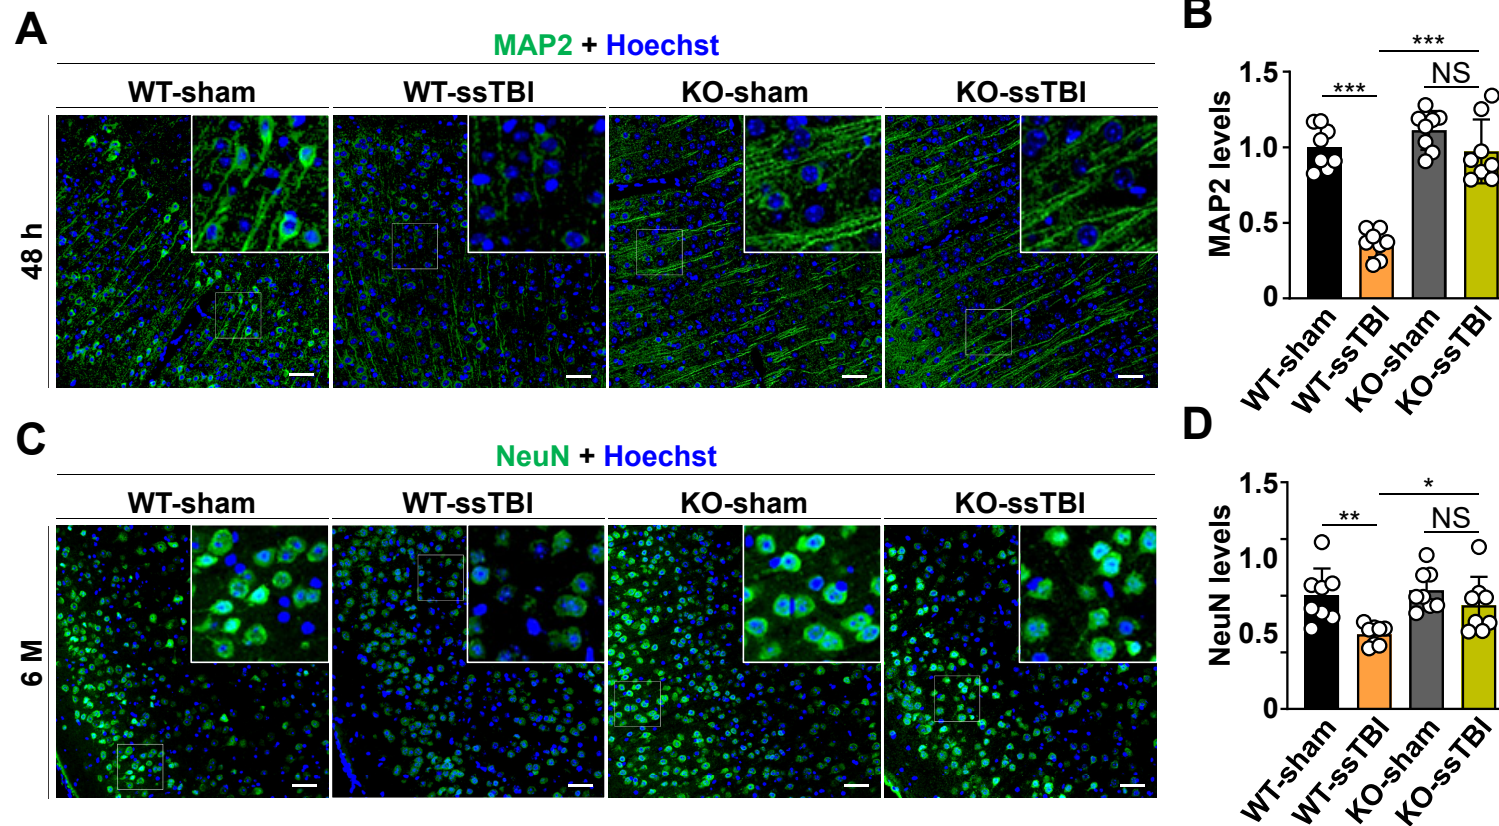 A
MAP2 + Hoechst
WT-sham
WT-ssTBI
KO-sham
KO-ssTBI
48 h
B
***
***
NS
1.5
1.0
0.5
0
MAP2 levels
WT-sham
WT-ssTBI
KO-sham
KO-ssTBI
C
NeuN + Hoechst
WT-sham
WT-ssTBI
KO-sham
KO-ssTBI
6 M
D
*
**
NS
1.5
1.0
0.5
0
NeuN levels
WT-sham
WT-ssTBI
KO-sham
KO-ssTBI